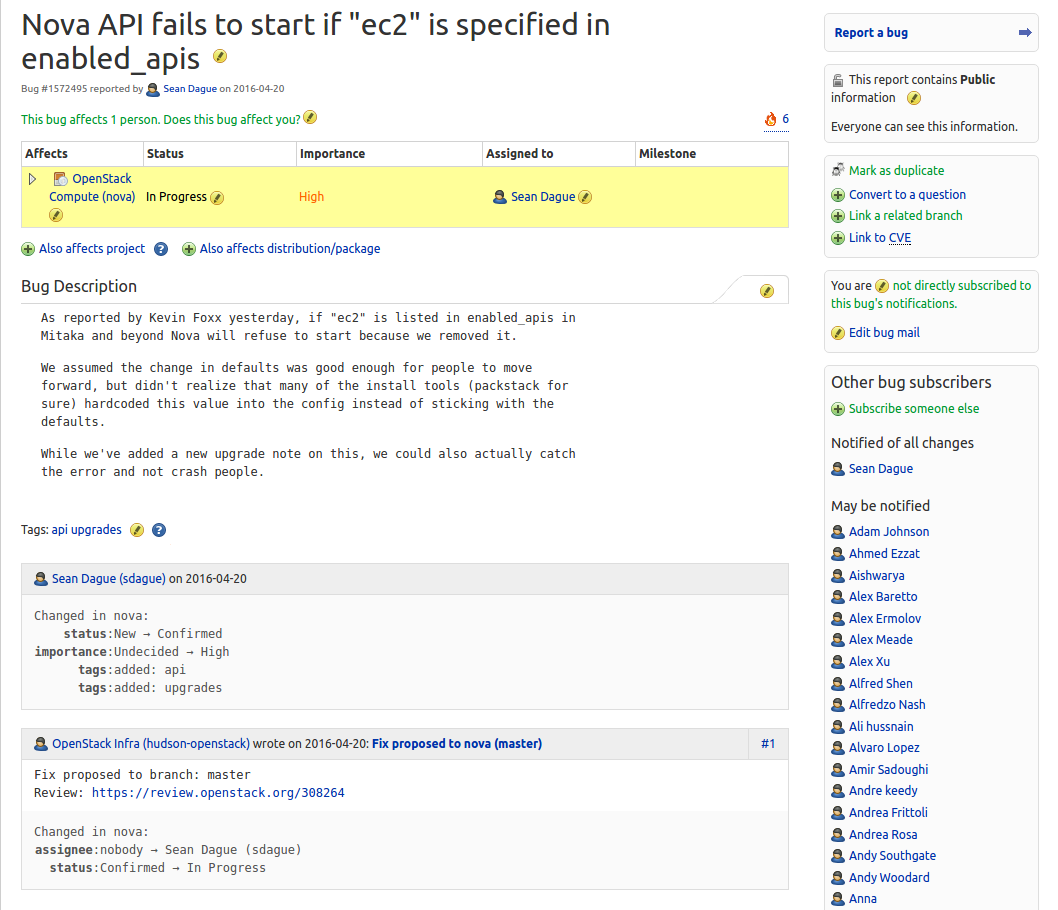 Nova API fails to start if "ec2" is specified in
enabled_apis
Bug #1572495 reported by Sean Dague on 2016-04-20
This bug affects 1 person. Does this bug affect you?
6
Affects Status Importance Assigned to Milestone
OpenStack
Compute (nova) In Progress High Sean Dague
Also affects project ? Also affects distribution/package
Bug Description
As reported by Kevin Foxx yesterday, if "ec2" is listed in enabled_apis in
Mitaka and beyond Nova will refuse to start because we removed it.
We assumed the change in defaults was good enough for people to move
forward, but didn't realize that many of the install tools (packstack for
sure) hardcoded this value into the config instead of sticking with the
defaults.
While we've added a new upgrade note on this, we could also actually catch
the error and not crash people.
Tags: api upgrades ?
Sean Dague (sdague) on 2016-04-20
Changed in nova:
status:New → Confirmed
importance:Undecided → High
tags:added: api
tags:added: upgrades
OpenStack Infra (hudson-openstack) wrote on 2016-04-20: Fix proposed to nova (master) #1
Fix proposed to branch: master
Review: https://review.openstack.org/308264
Changed in nova:
assignee:nobody → Sean Dague (sdague)
status:Confirmed → In Progress
Report a bug
This report contains Public
information
Everyone can see this information.
Mark as duplicate
Convert to a question
Link a related branch
Link to CVE
You are not directly subscribed to
this bug's notifications.
Edit bug mail
Other bug subscribers
Subscribe someone else
Notified of all changes
Sean Dague
May be notified
Adam Johnson
Ahmed Ezzat
Aishwarya
Alex Baretto
Alex Ermolov
Alex Meade
Alex Xu
Alfred Shen
Alfredzo Nash
Ali hussnain
Alvaro Lopez
Amir Sadoughi
Andre keedy
Andrea Frittoli
Andrea Rosa
Andy Southgate
Andy Woodard
Anna